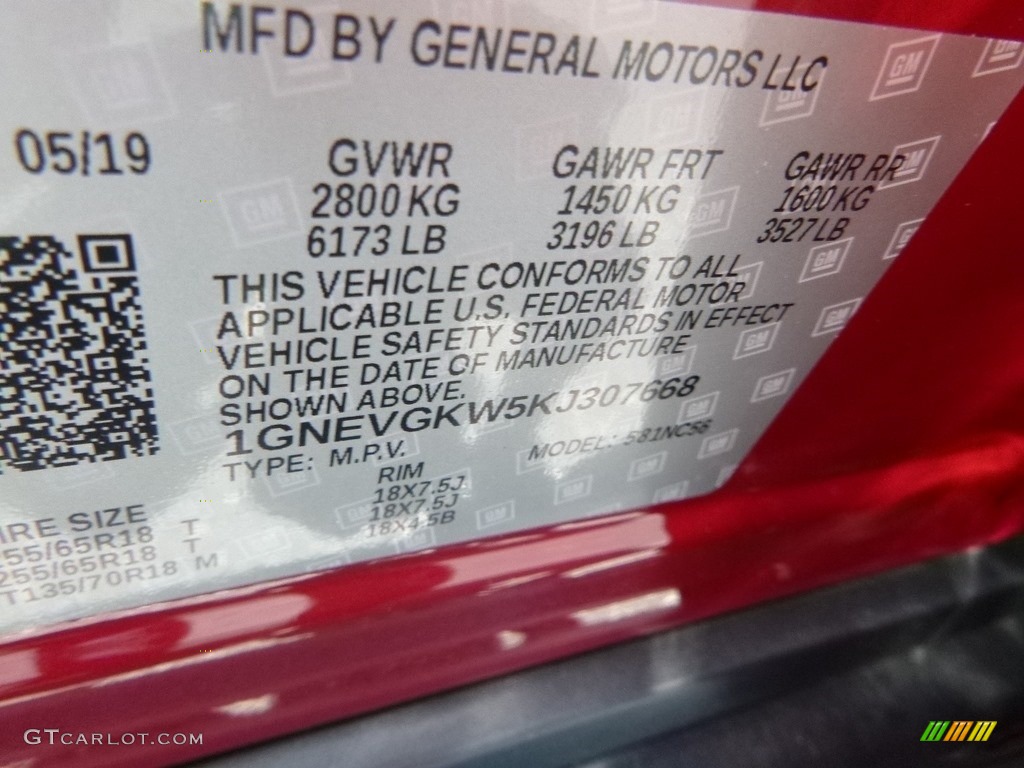 MFD BY GENERAL MOTORS LLC
05/19 GVWR GAWR FRT GAWR RR
2800 KG 1450 KG 1600 KG
6173 LB 3196 LB 3527 LB
THIS VEHICLE CONFORMS TO ALL
APPLICABLE U.S. FEDERAL MOTOR
VEHICLE SAFETY STANDARDS IN EFFECT
ON THE DATE OF MANUFACTURE
SHOWN ABOVE.
1GNEVGKW5KJ307668
TYPE: M.P.V. MODEL: 581NC56
IRE SIZE RIM
255/65R18 T 18X7.5J
255/65R18 T 18X7.5J
T135/70R18 M 18X4.5B
GM
GTCARLOT.COM